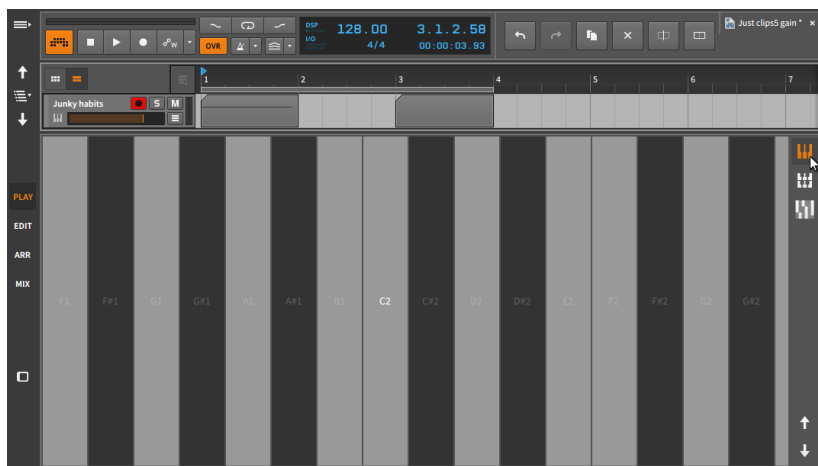 DSP
I/O
128.00
4/4
3.1.2.58
00:00:03.93
Just clips5 gain *
OVR
W
1 2 3 4 5 6 7
Junky habits
S M
PLAY
EDIT
ARR
MIX
F1 F#1 G1 G#1 A1 A#1 B1 C2 C#2 D2 D#2 E2 F2 F#2 G2 G#2